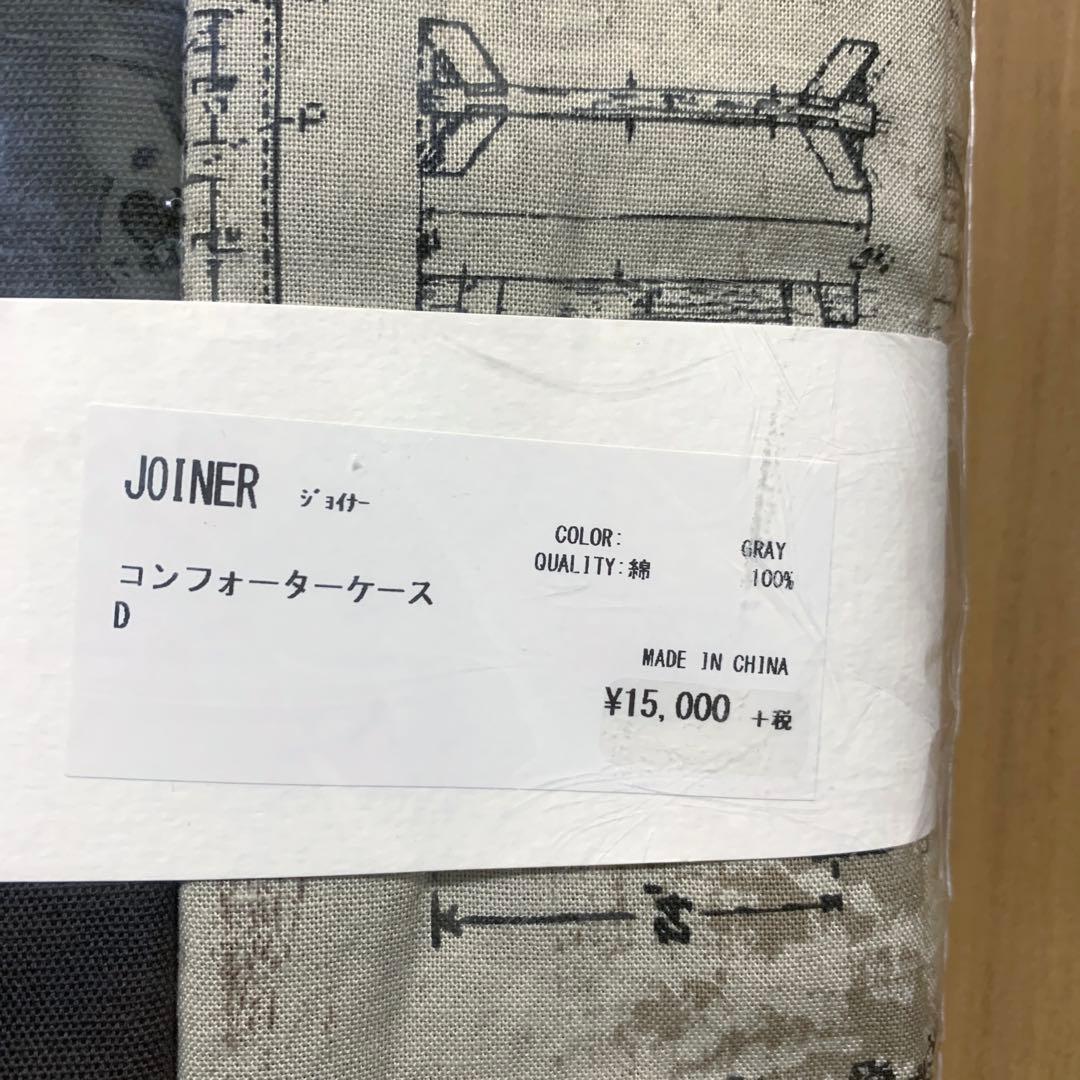 JOINER ジョイナー
COLOR: GRAY
QUALITY:綿 100%
コンフォーターケース
D
MADE IN CHINA
¥15,000 +税
24'